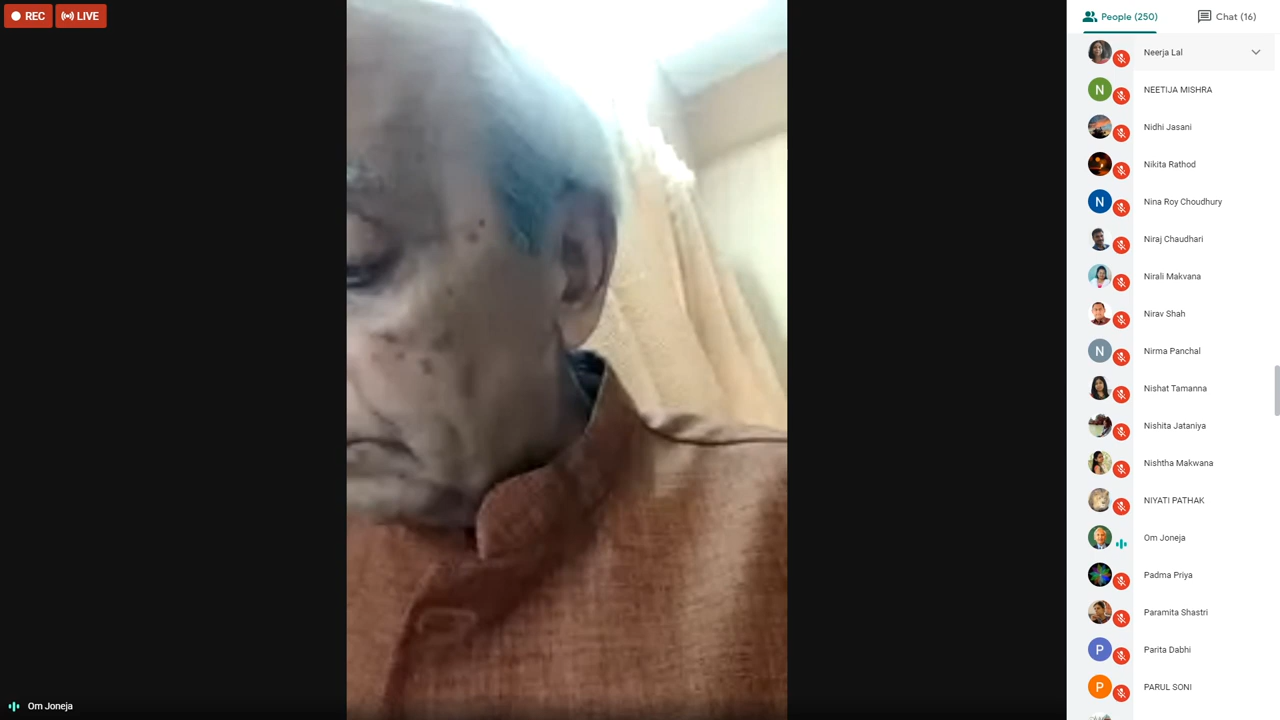 REC
LIVE
People (250)
Chat (16)
Neerja Lal
N
NEETIJA MISHRA
Nidhi Jasani
Nikita Rathod
N
Nina Roy Choudhury
Niraj Chaudhari
Nirali Makvana
Nirav Shah
N
Nirma Panchal
Nishat Tamanna
Nishita Jataniya
Nishtha Makwana
NIYATI PATHAK
Om Joneja
Padma Priya
Paramita Shastri
P
Parita Dabhi
P
PARUL SONI
Om Joneja